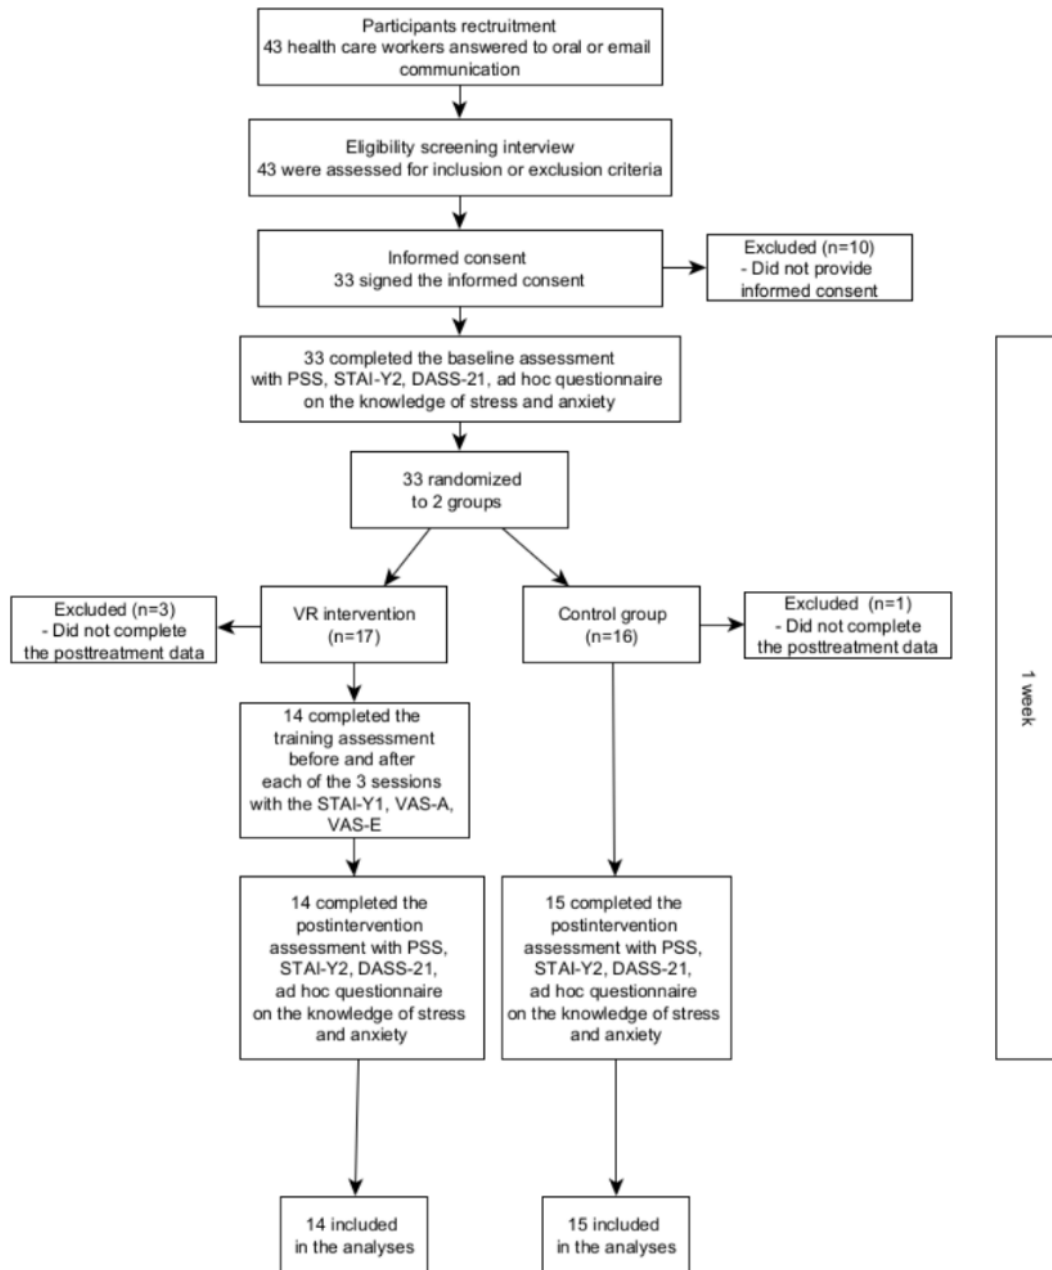 Participants rectruitment
43 health care workers answered to oral or email
communication
Eligibility screening interview
43 were assessed for inclusion or exclusion criteria
Informed consent
33 signed the informed consent
Excluded (n=10)
- Did not provide
informed consent
33 completed the baseline assessment
with PSS, STAI-Y2, DASS-21, ad hoc questionnaire
on the knowledge of stress and anxiety
33 randomized
to 2 groups
Excluded (n=3)
- Did not complete
the posttreatment data
VR intervention
(n=17)
Control group
(n=16)
Excluded (n=1)
- Did not complete
the posttreatment data
1 week
14 completed the
training assessment
before and after
each of the 3 sessions
with the STAI-Y1, VAS-A,
VAS-E
14 completed the
postintervention
assessment with PSS,
STAI-Y2, DASS-21,
ad hoc questionnaire
on the knowledge of stress
and anxiety
15 completed the
postintervention
assessment with PSS,
STAI-Y2, DASS-21,
ad hoc questionnaire
on the knowledge of stress
and anxiety
14 included
in the analyses
15 included
in the analyses